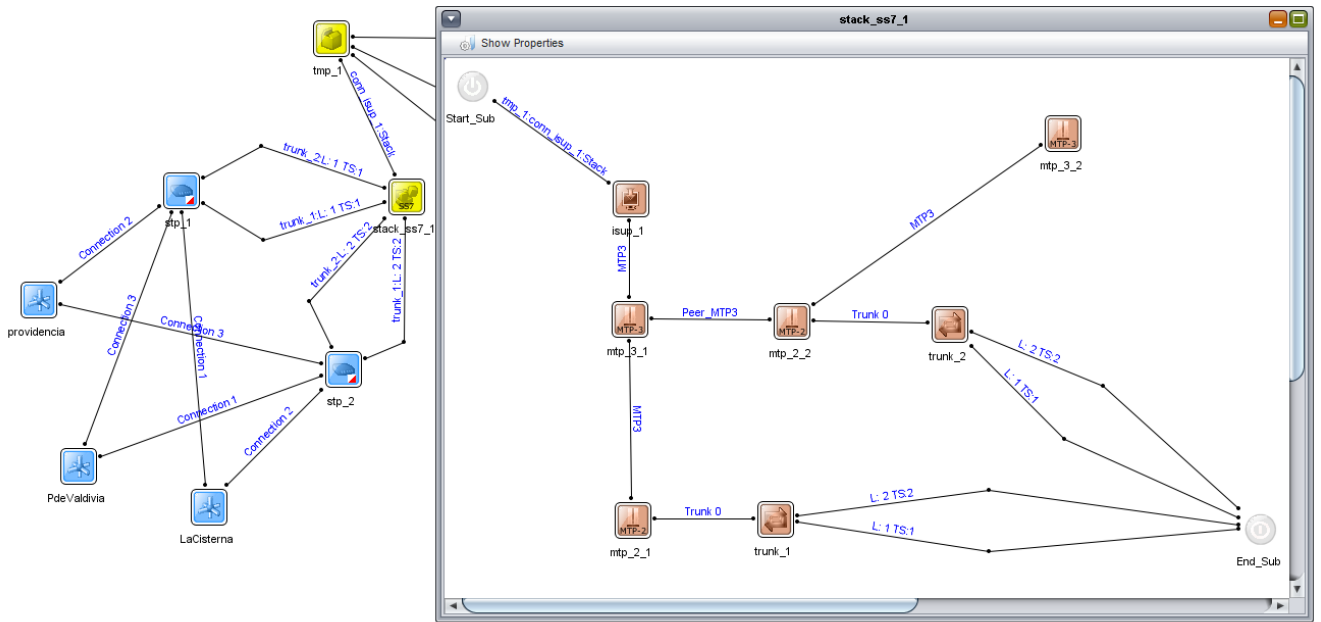 stack_ss7_1
Show Properties
tmp_1
conn_isup_1:Stack
trunk_2:L: 1 TS:1
trunk_1:L: 1 TS:1
SS7
stack_ss7_1
stp_1
trunk_2:L: 2 TS:2
trunk_1:L: 2 TS:2
Connection 2
Connection 3
Connection 1
providencia
Connection 3
stp_2
Connection 1
Connection 2
PdeValdivia
LaCisterna
Start_Sub
tmp_1:conn_isup_1:Stack
isup_1
MTP3
MTP-3
mtp_3_2
MTP3
MTP-3
mtp_3_1
Peer_MTP3
MTP-2
mtp_2_2
Trunk 0
trunk_2
L: 2 TS:2
L: 1 TS:1
MTP3
MTP-2
mtp_2_1
Trunk 0
trunk_1
L: 2 TS:2
L: 1 TS:1
End_Sub